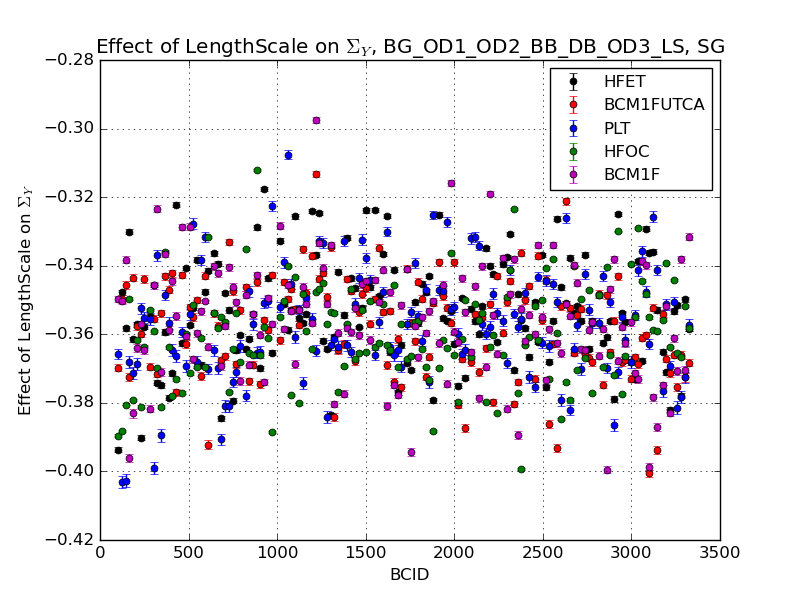 Effect of LengthScale on Σ_Y, BG_OD1_OD2_BB_DB_OD3_LS, SG
−0.28
−0.30
−0.32
−0.34
−0.36
−0.38
−0.40
−0.42
Effect of LengthScale on Σ_Y
HFET
BCM1FUTCA
PLT
HFOC
BCM1F
0 500 1000 1500 2000 2500 3000 3500
BCID